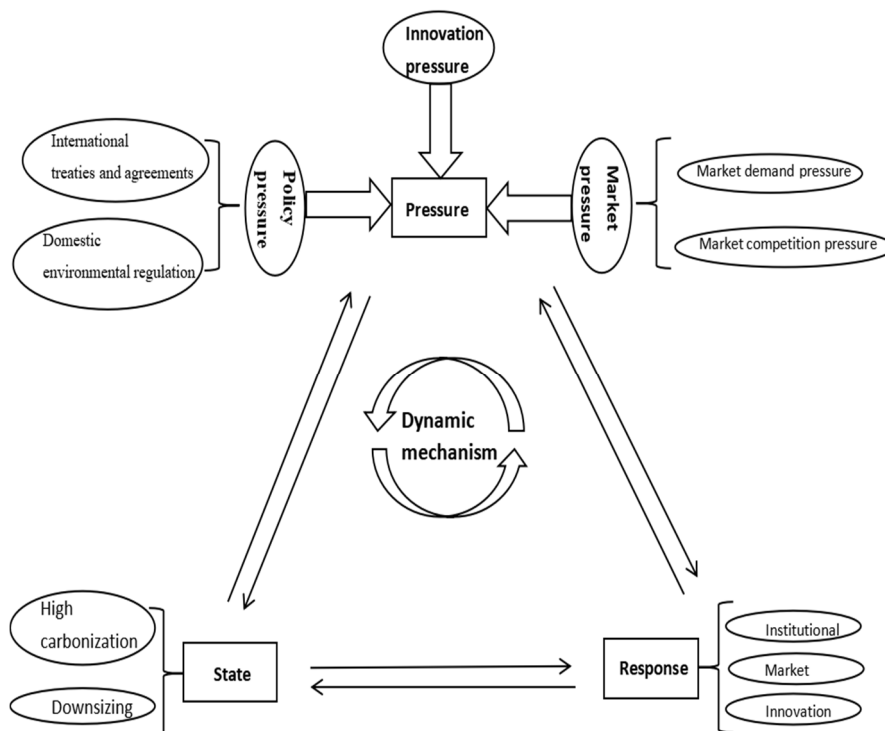 Innovation
pressure
International
treaties and agreements
Domestic
environmental regulation
Policy
pressure
Pressure
Market
pressure
Market demand pressure
Market competition pressure
Dynamic
mechanism
High
carbonization
Downsizing
State
Response
Institutional
Market
Innovation